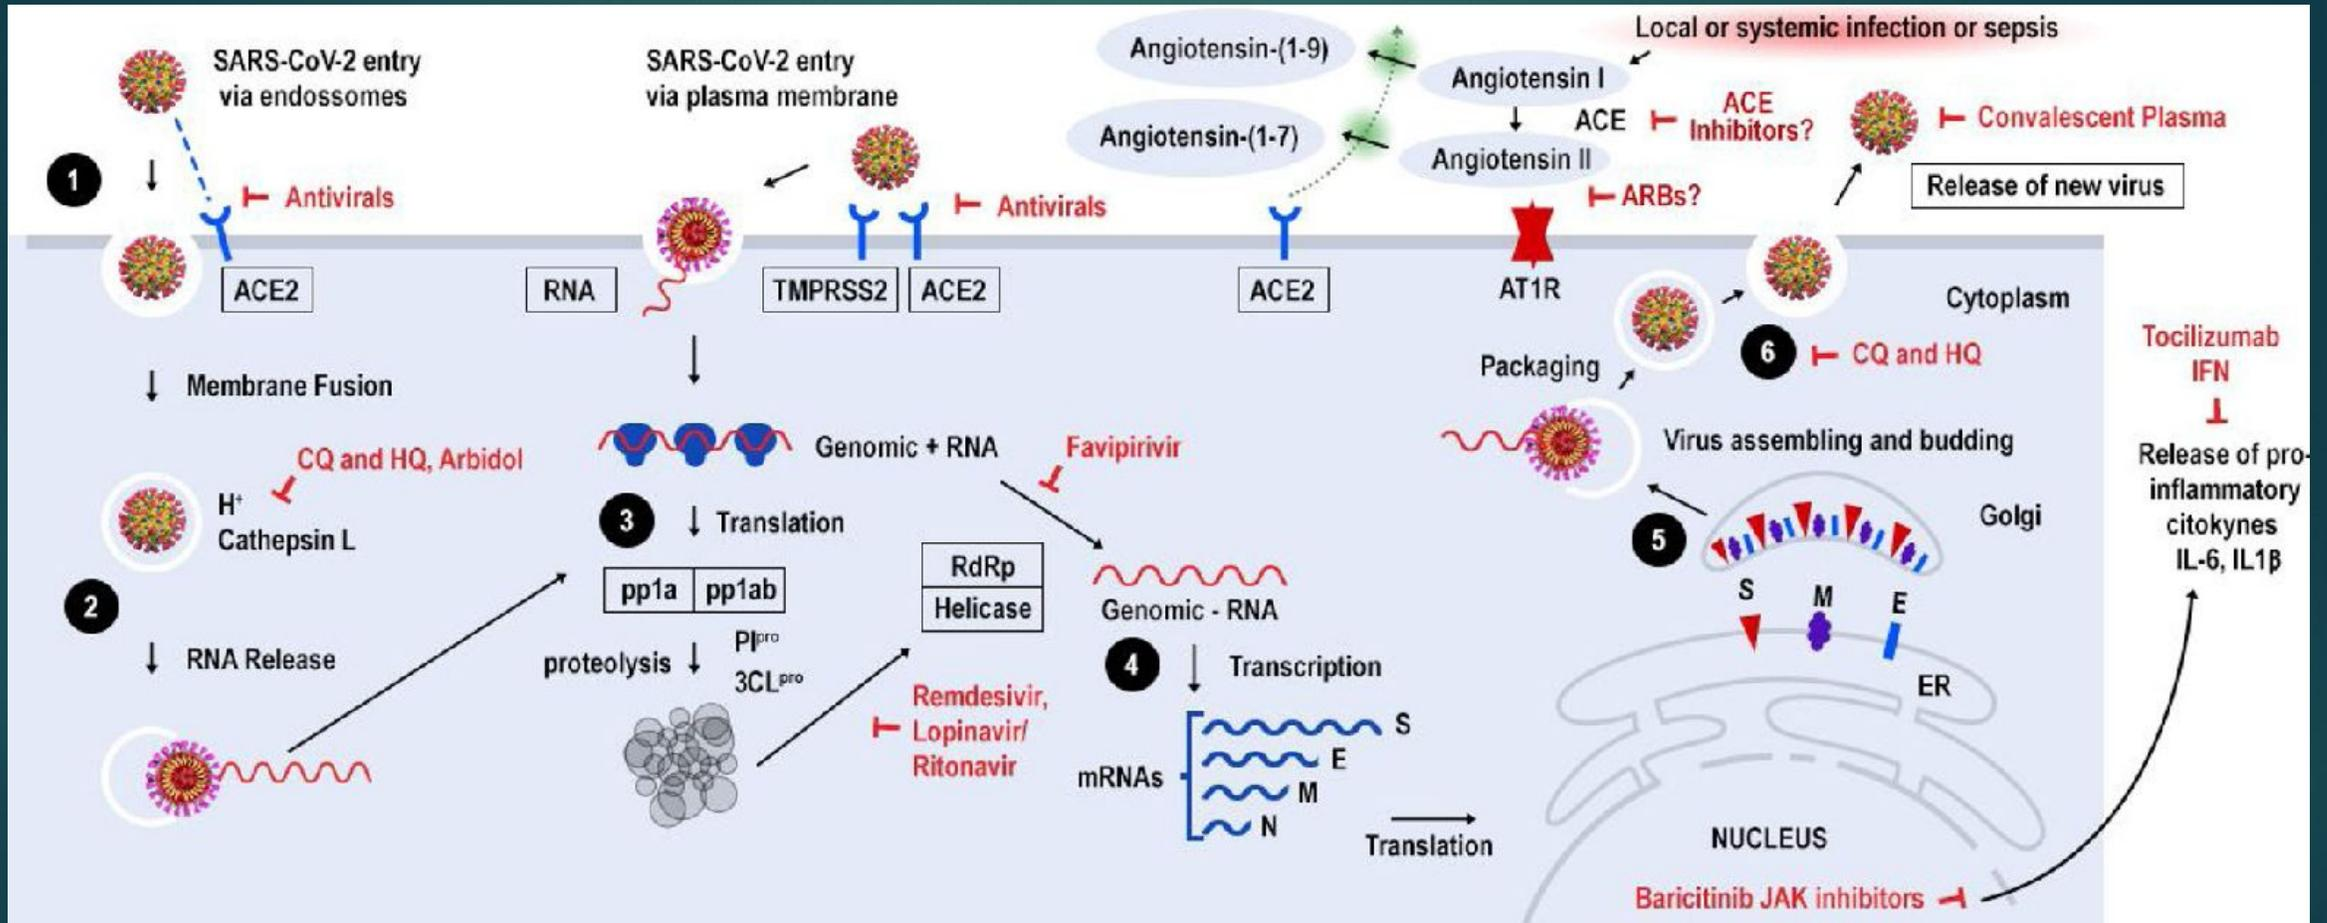 SARS-CoV-2 entry
via endossomes
1
Antivirals
ACE2
Membrane Fusion
CQ and HQ, Arbidol
H⁺
Cathepsin L
2
RNA Release
SARS-CoV-2 entry
via plasma membrane
Antivirals
RNA
TMPRSS2
ACE2
Genomic + RNA
Favipirivir
3
Translation
pp1a
pp1ab
proteolysis
PIᵖʳᵒ
3CLᵖʳᵒ
RdRp
Helicase
Remdesivir,
Lopinavir/
Ritonavir
Genomic - RNA
4
Transcription
mRNAs
S
E
M
N
Translation
Angiotensin-(1-9)
Angiotensin-(1-7)
Local or systemic infection or sepsis
Angiotensin I
ACE
ACE
Inhibitors?
Angiotensin II
ARBs?
ACE2
AT1R
Convalescent Plasma
Release of new virus
Cytoplasm
6
CQ and HQ
Packaging
Virus assembling and budding
5
Golgi
S
M
E
ER
NUCLEUS
Baricitinib JAK inhibitors
Tocilizumab
IFN
Release of pro-
inflammatory
citokynes
IL-6, IL1β